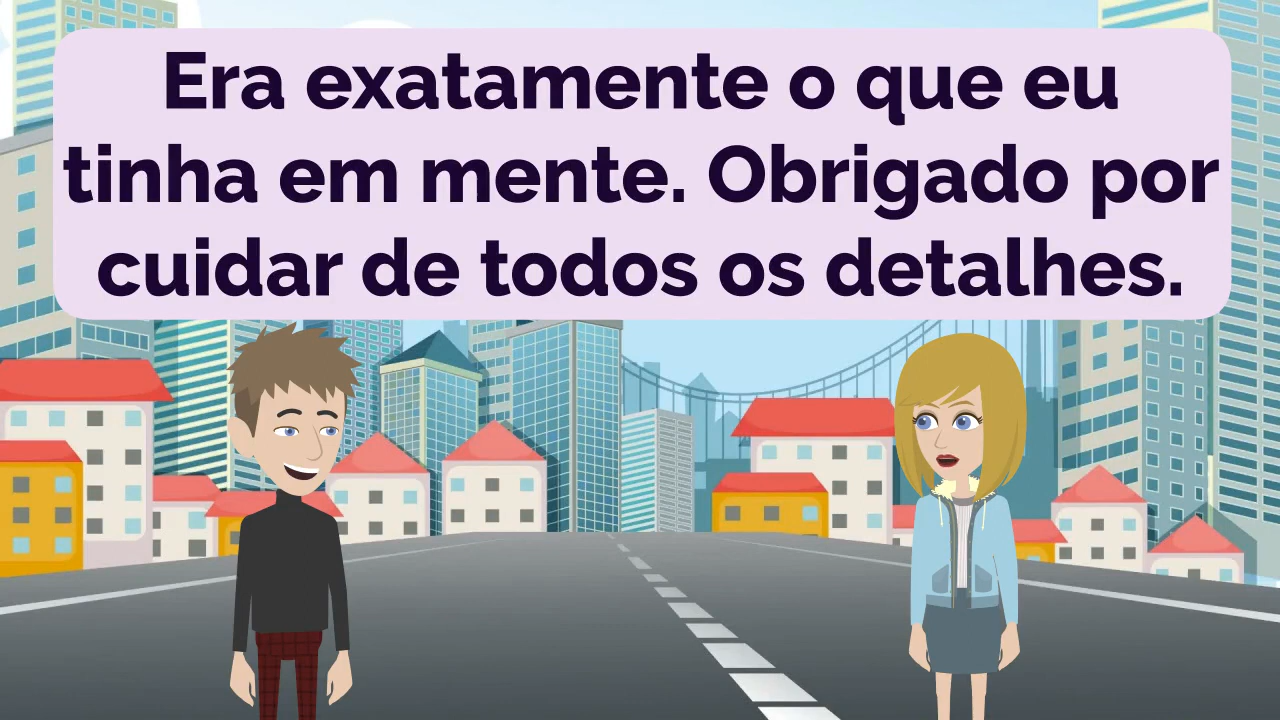 Era exatamente o que eu
tinha em mente. Obrigado por
cuidar de todos os detalhes.